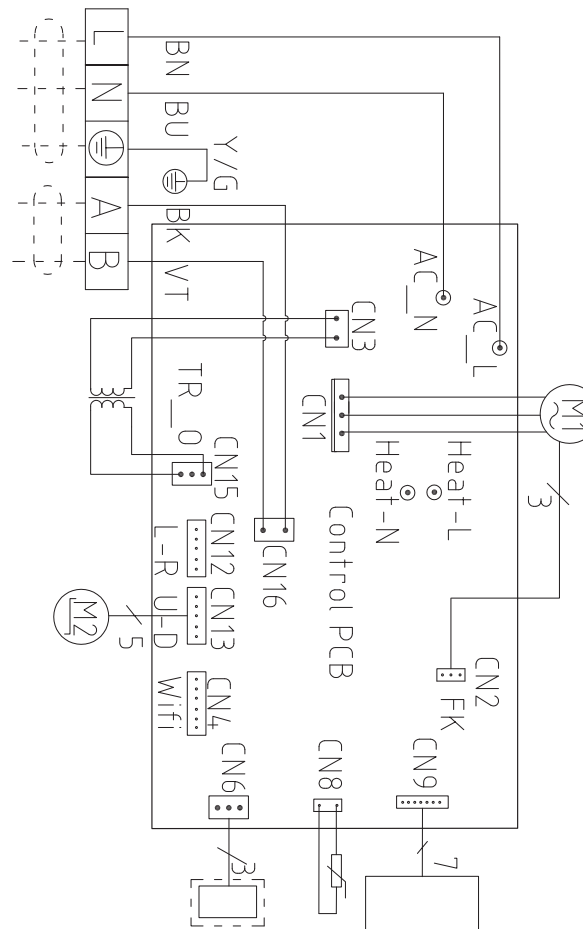 L
BN
N
BU
Y/G
A
BK
B
VT
AC_N
AC_L
CN3
TR_O
CN1
M1
CN15
Heat-N
Heat-L
3
CN16
CN12
L-R
Control PCB
CN13
U-D
M2
5
CN2
FK
CN4
Wifi
CN6
CN8
CN9
3
7